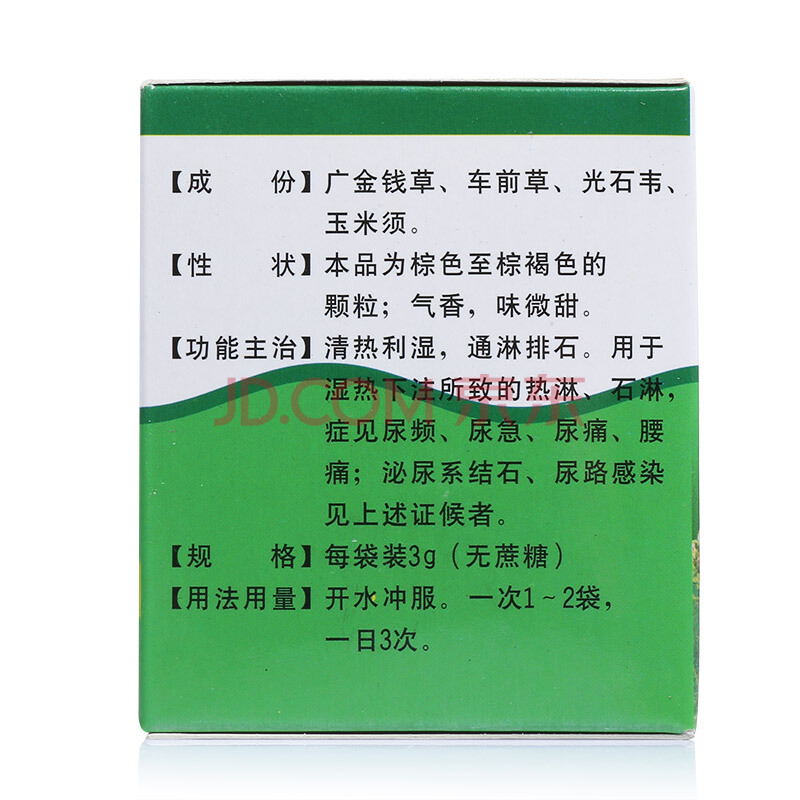 【成 份】广金钱草、车前草、光石韦、
玉米须。
【性 状】本品为棕色至棕褐色的
颗粒；气香，味微甜。
【功能主治】清热利湿，通淋排石。用于
湿热下注所致的热淋、石淋，
JD.COM 京东
症见尿频、尿急、尿痛、腰
痛；泌尿系结石、尿路感染
见上述证候者。
【规 格】每袋装3g（无蔗糖）
【用法用量】开水冲服。一次1~2袋，
一日3次。